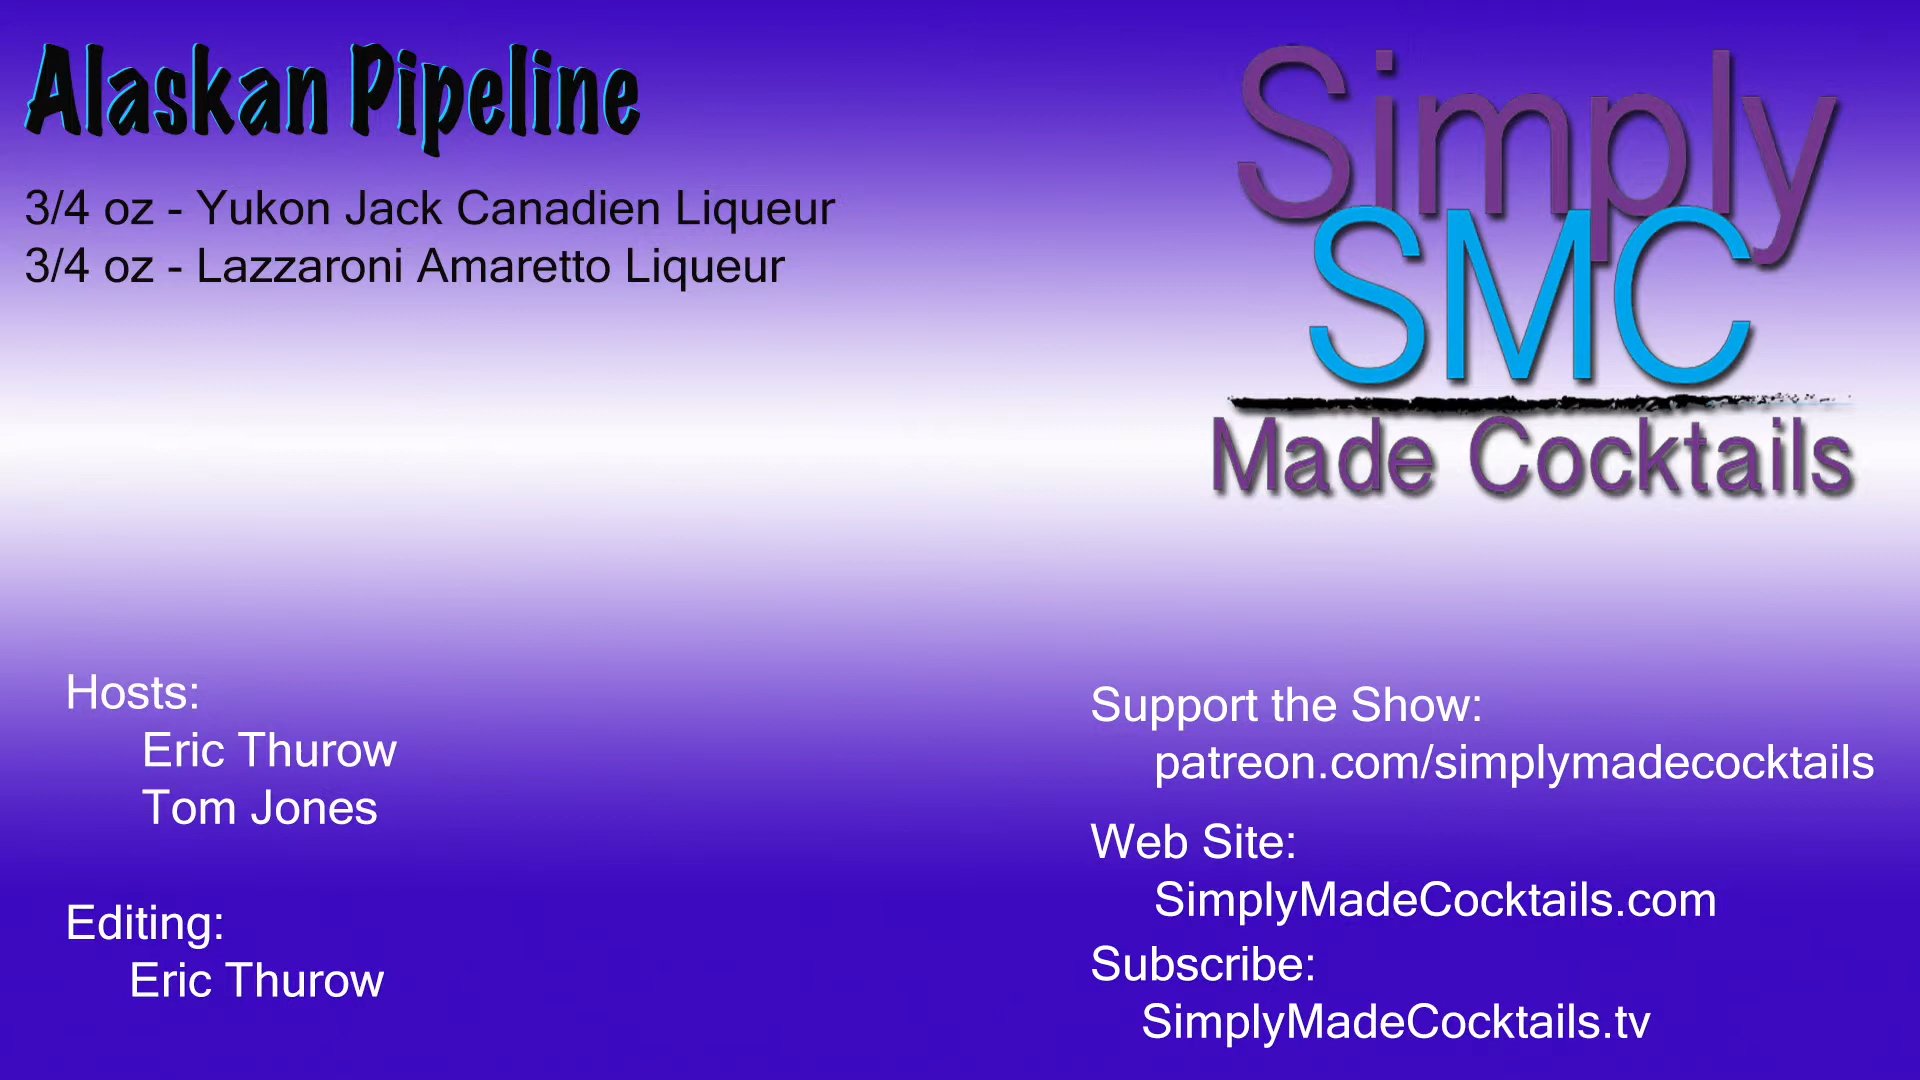 Alaskan Pipeline
3/4 oz - Yukon Jack Canadien Liqueur
3/4 oz - Lazzaroni Amaretto Liqueur
Simply
SMC
Made Cocktails
Hosts:
Eric Thurow
Tom Jones
Editing:
Eric Thurow
Support the Show:
patreon.com/simplymadecocktails
Web Site:
SimplyMadeCocktails.com
Subscribe:
SimplyMadeCocktails.tv